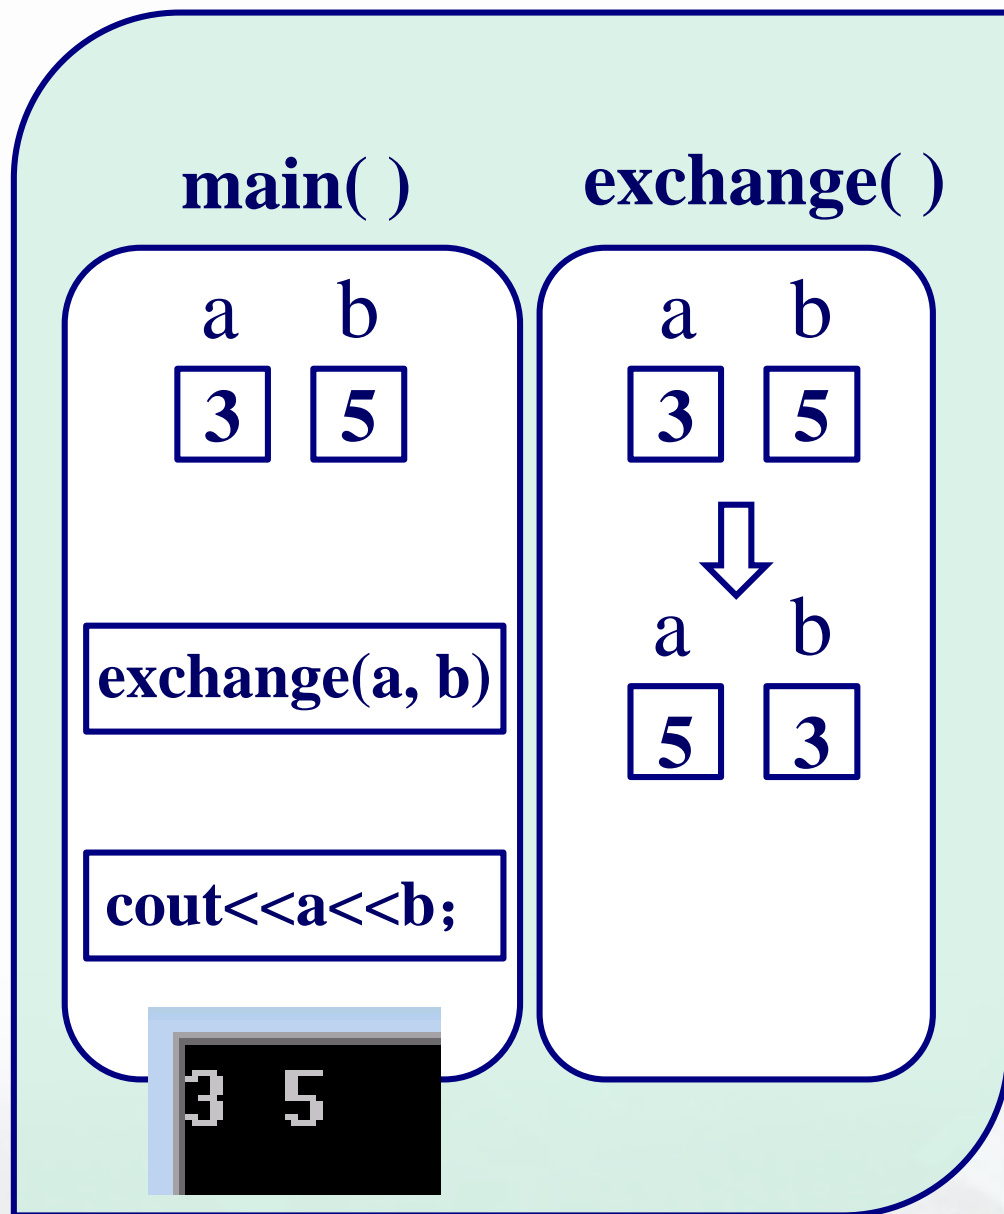 main( )
a b
3 5
exchange(a, b)
cout<<a<<b；
3 5
exchange( )
a b
3 5
a b
5 3